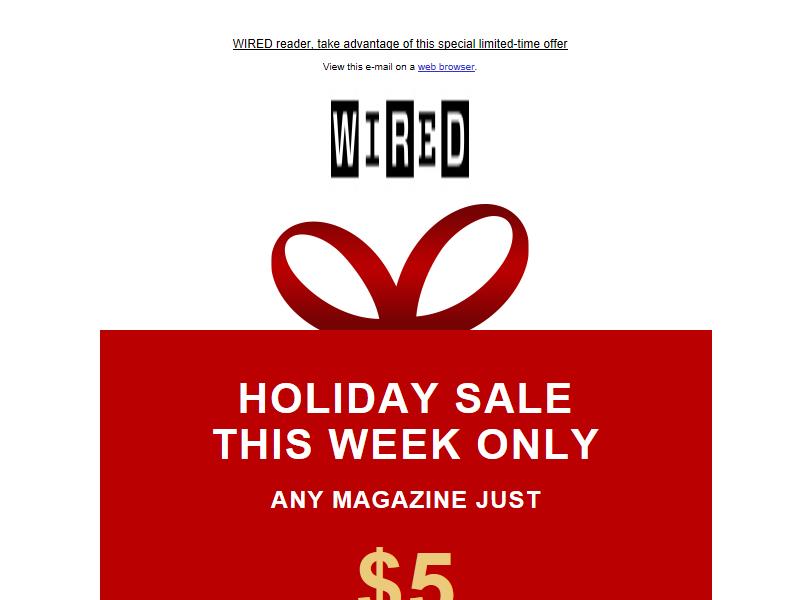 WIRED reader, take advantage of this special limited-time offer
View this e-mail on a web browser.
WIRED
HOLIDAY SALE
THIS WEEK ONLY
ANY MAGAZINE JUST
$5